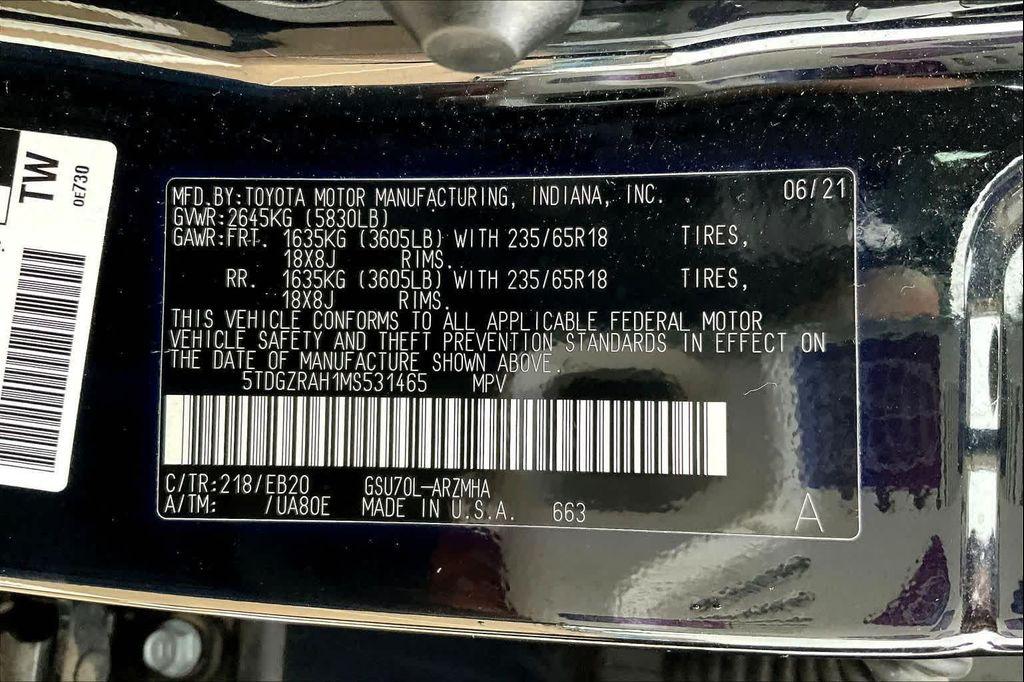 TW
0E730
MFD.BY:TOYOTA MOTOR MANUFACTURING, INDIANA, INC. 06/21
GVWR:2645KG (5830LB)
GAWR:FRT. 1635KG (3605LB) WITH 235/65R18 TIRES,
18X8J RIMS.
RR. 1635KG (3605LB) WITH 235/65R18 TIRES,
18X8J RIMS.
THIS VEHICLE CONFORMS TO ALL APPLICABLE FEDERAL MOTOR
VEHICLE SAFETY AND THEFT PREVENTION STANDARDS IN EFFECT ON
THE DATE OF MANUFACTURE SHOWN ABOVE.
5TDGZRAH1MS531465 MPV
C/TR:218/EB20 GSU70L-ARZMHA
A/TM: /UA80E MADE IN U.S.A. 663 A